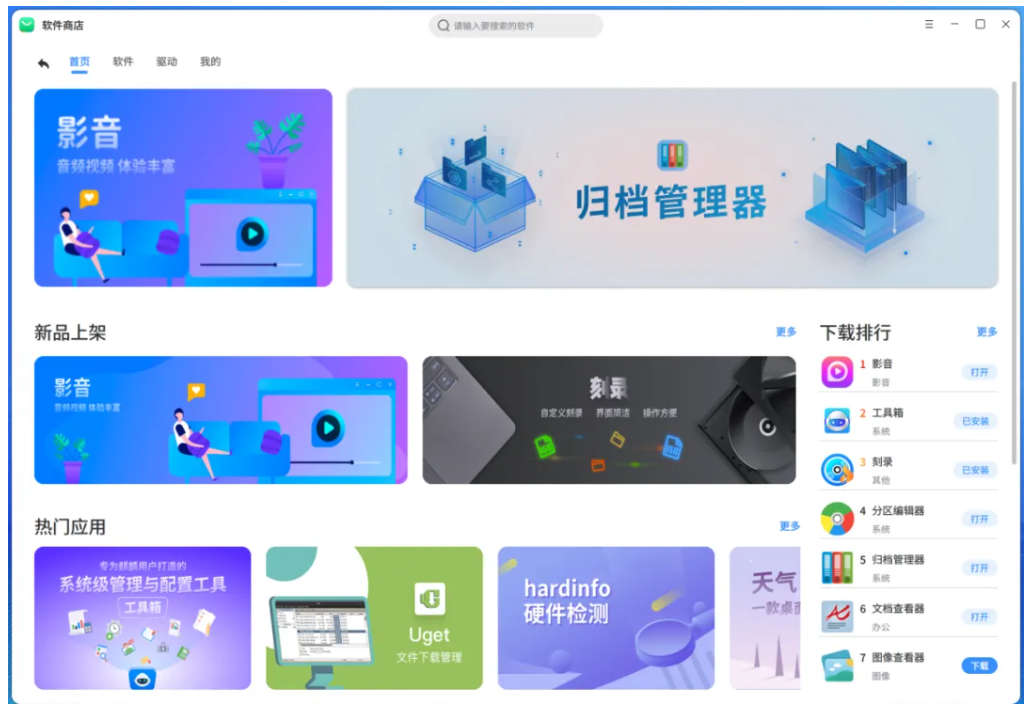 软件商店
请输入要搜索的软件
首页
软件
驱动
我的
影音
音频视频 体验丰富
归档管理器
新品上架
更多
影音
音频视频 体验丰富
刻录
自定义刻录 界面简洁 操作方便
热门应用
更多
专为麒麟用户打造的
系统级管理与配置工具
工具箱
Uget
文件下载管理
hardinfo
硬件检测
天气
一款桌面
下载排行
更多
1 影音
影音
打开
2 工具箱
系统
已安装
3 刻录
其他
已安装
4 分区编辑器
系统
打开
5 归档管理器
系统
打开
6 文档查看器
办公
打开
7 图像查看器
图像
下载